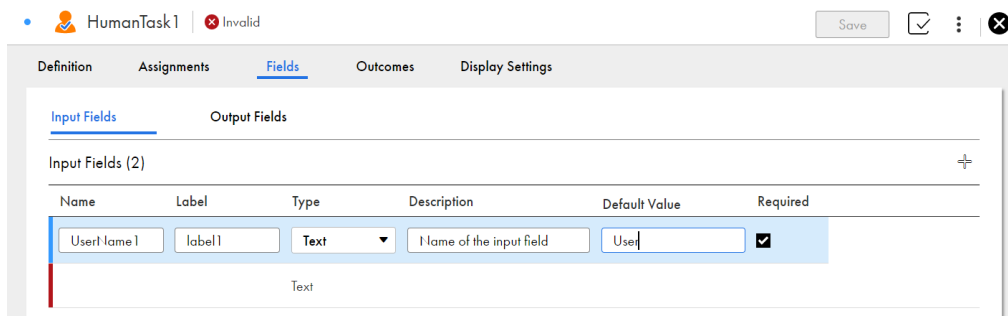 HumanTask1 Invalid Save
Definition Assignments Fields Outcomes Display Settings
Input Fields Output Fields
Input Fields (2)
Name Label Type Description Default Value Required
UserName1 label1 Text Name of the input field User
Text